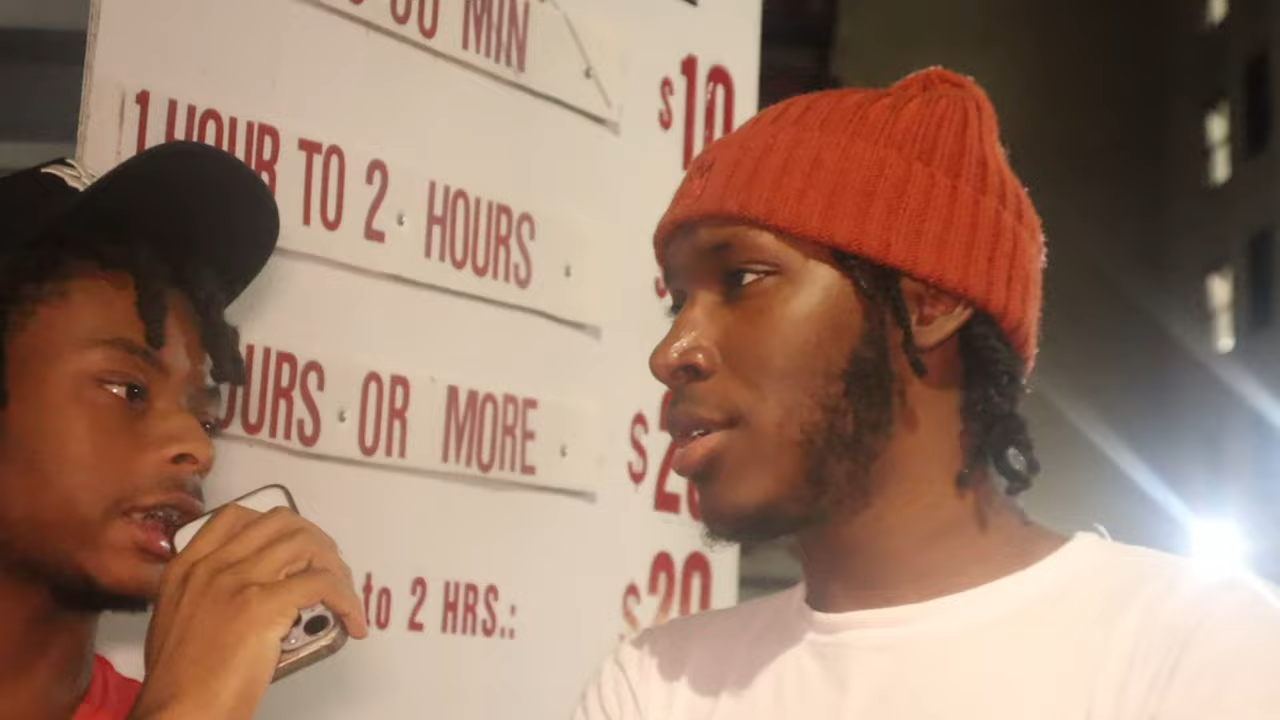 MIN
$10
1 HOUR TO 2 HOURS
OURS OR MORE
$2
to 2 HRS.:
$20